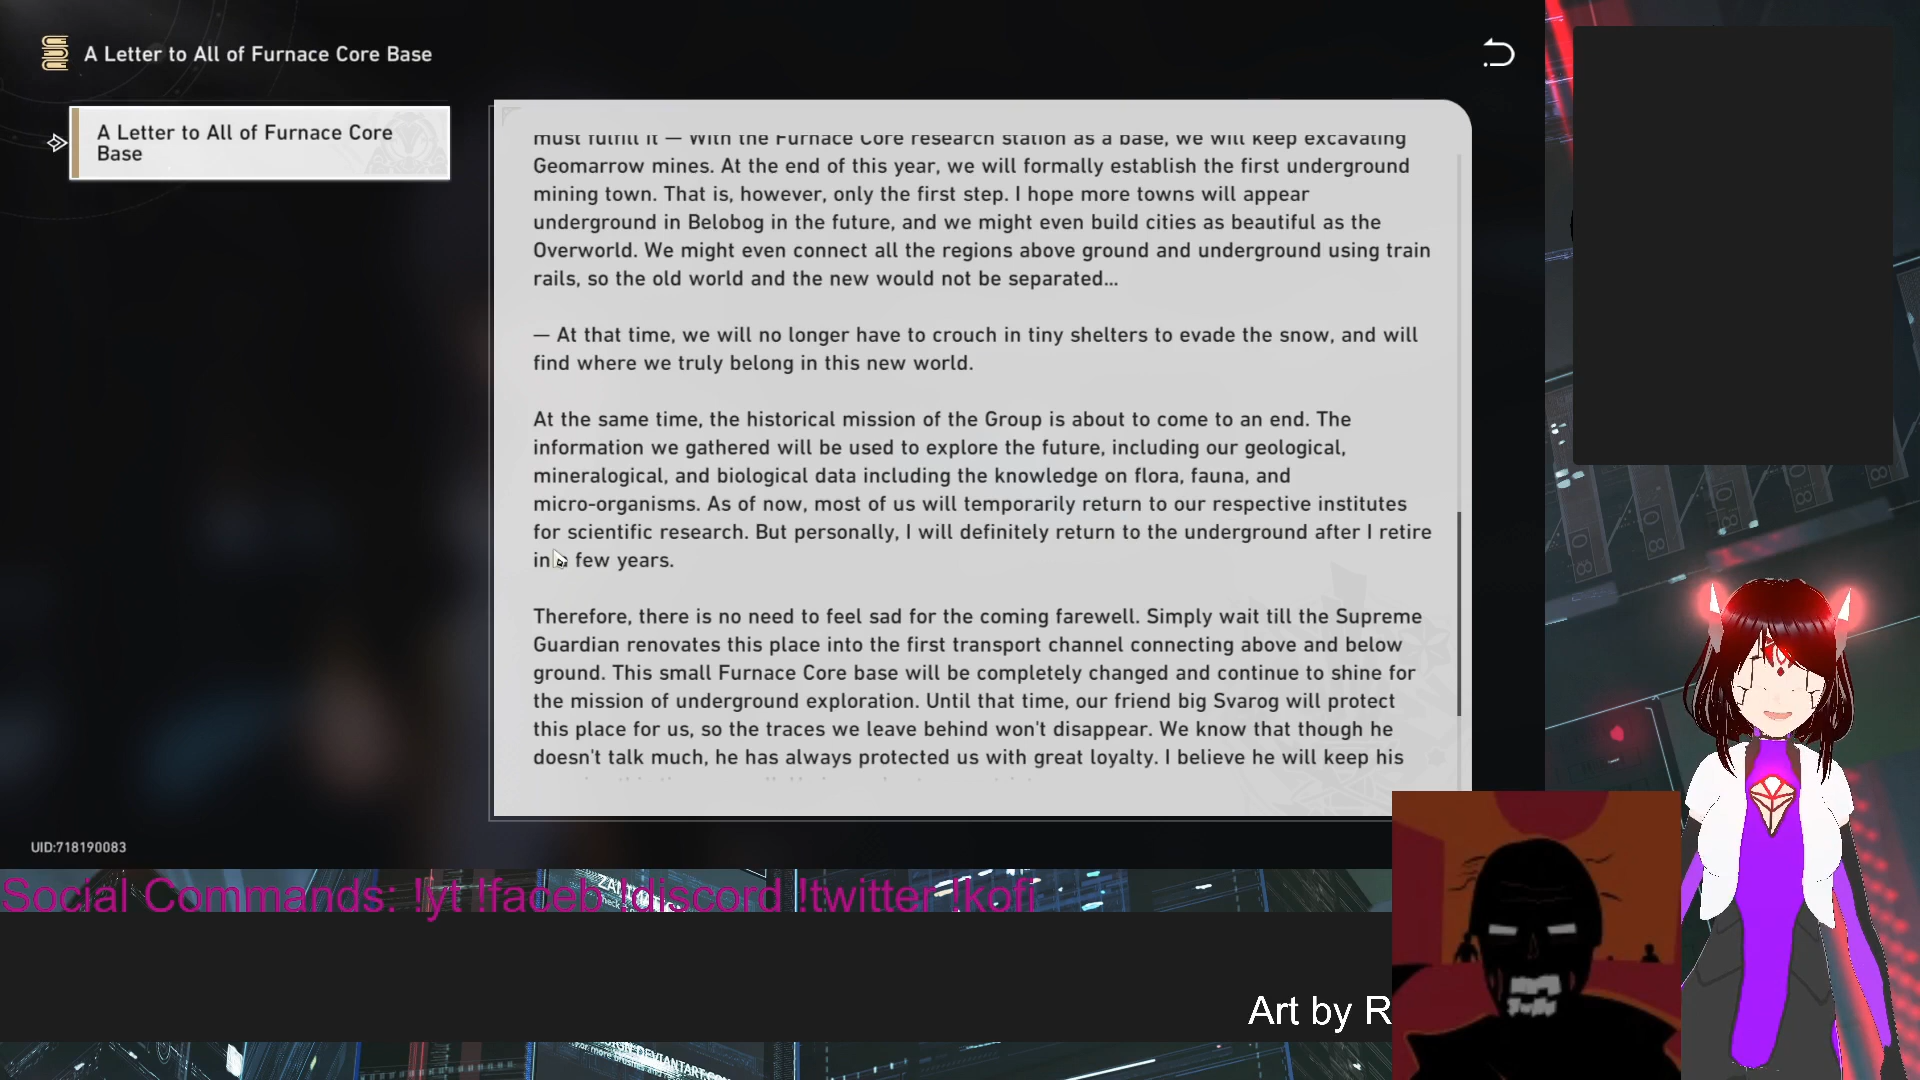 A Letter to All of Furnace Core Base
A Letter to All of Furnace Core
Base
must fulfill it — With the Furnace Core research station as a base, we will keep excavating
Geomarrow mines. At the end of this year, we will formally establish the first underground
mining town. That is, however, only the first step. I hope more towns will appear
underground in Belobog in the future, and we might even build cities as beautiful as the
Overworld. We might even connect all the regions above ground and underground using train
rails, so the old world and the new would not be separated...
— At that time, we will no longer have to crouch in tiny shelters to evade the snow, and will
find where we truly belong in this new world.
At the same time, the historical mission of the Group is about to come to an end. The
information we gathered will be used to explore the future, including our geological,
mineralogical, and biological data including the knowledge on flora, fauna, and
micro-organisms. As of now, most of us will temporarily return to our respective institutes
for scientific research. But personally, I will definitely return to the underground after I retire
in few years.
Therefore, there is no need to feel sad for the coming farewell. Simply wait till the Supreme
Guardian renovates this place into the first transport channel connecting above and below
ground. This small Furnace Core base will be completely changed and continue to shine for
the mission of underground exploration. Until that time, our friend big Svarog will protect
this place for us, so the traces we leave behind won't disappear. We know that though he
doesn't talk much, he has always protected us with great loyalty. I believe he will keep his
UID:718190083
Social Commands: !yt !faceb !discord !twitter !kofi
Art by R